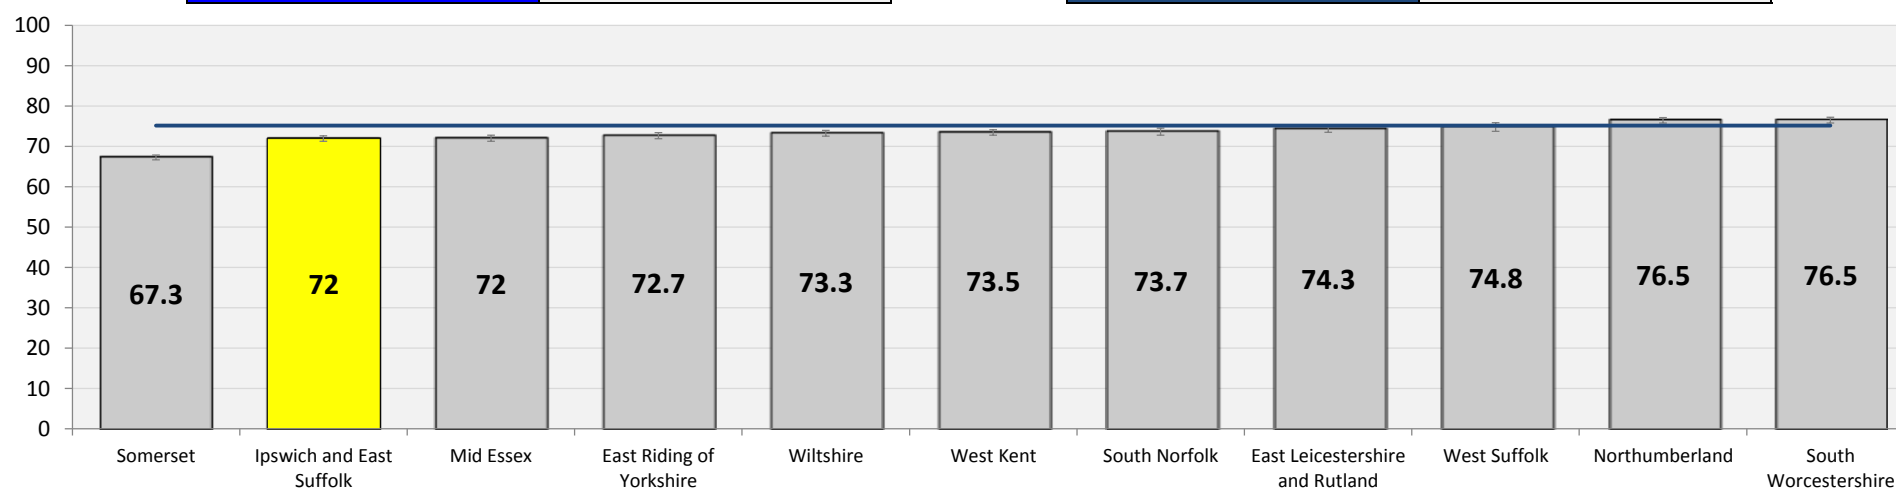 100
90
80
70
60
50
40
30
20
10
0
67.3
72
72
72.7
73.3
73.5
73.7
74.3
74.8
76.5
76.5
Somerset
Ipswich and East
Suffolk
Mid Essex
East Riding of
Yorkshire
Wiltshire
West Kent
South Norfolk
East Leicestershire
and Rutland
West Suffolk
Northumberland
South
Worcestershire